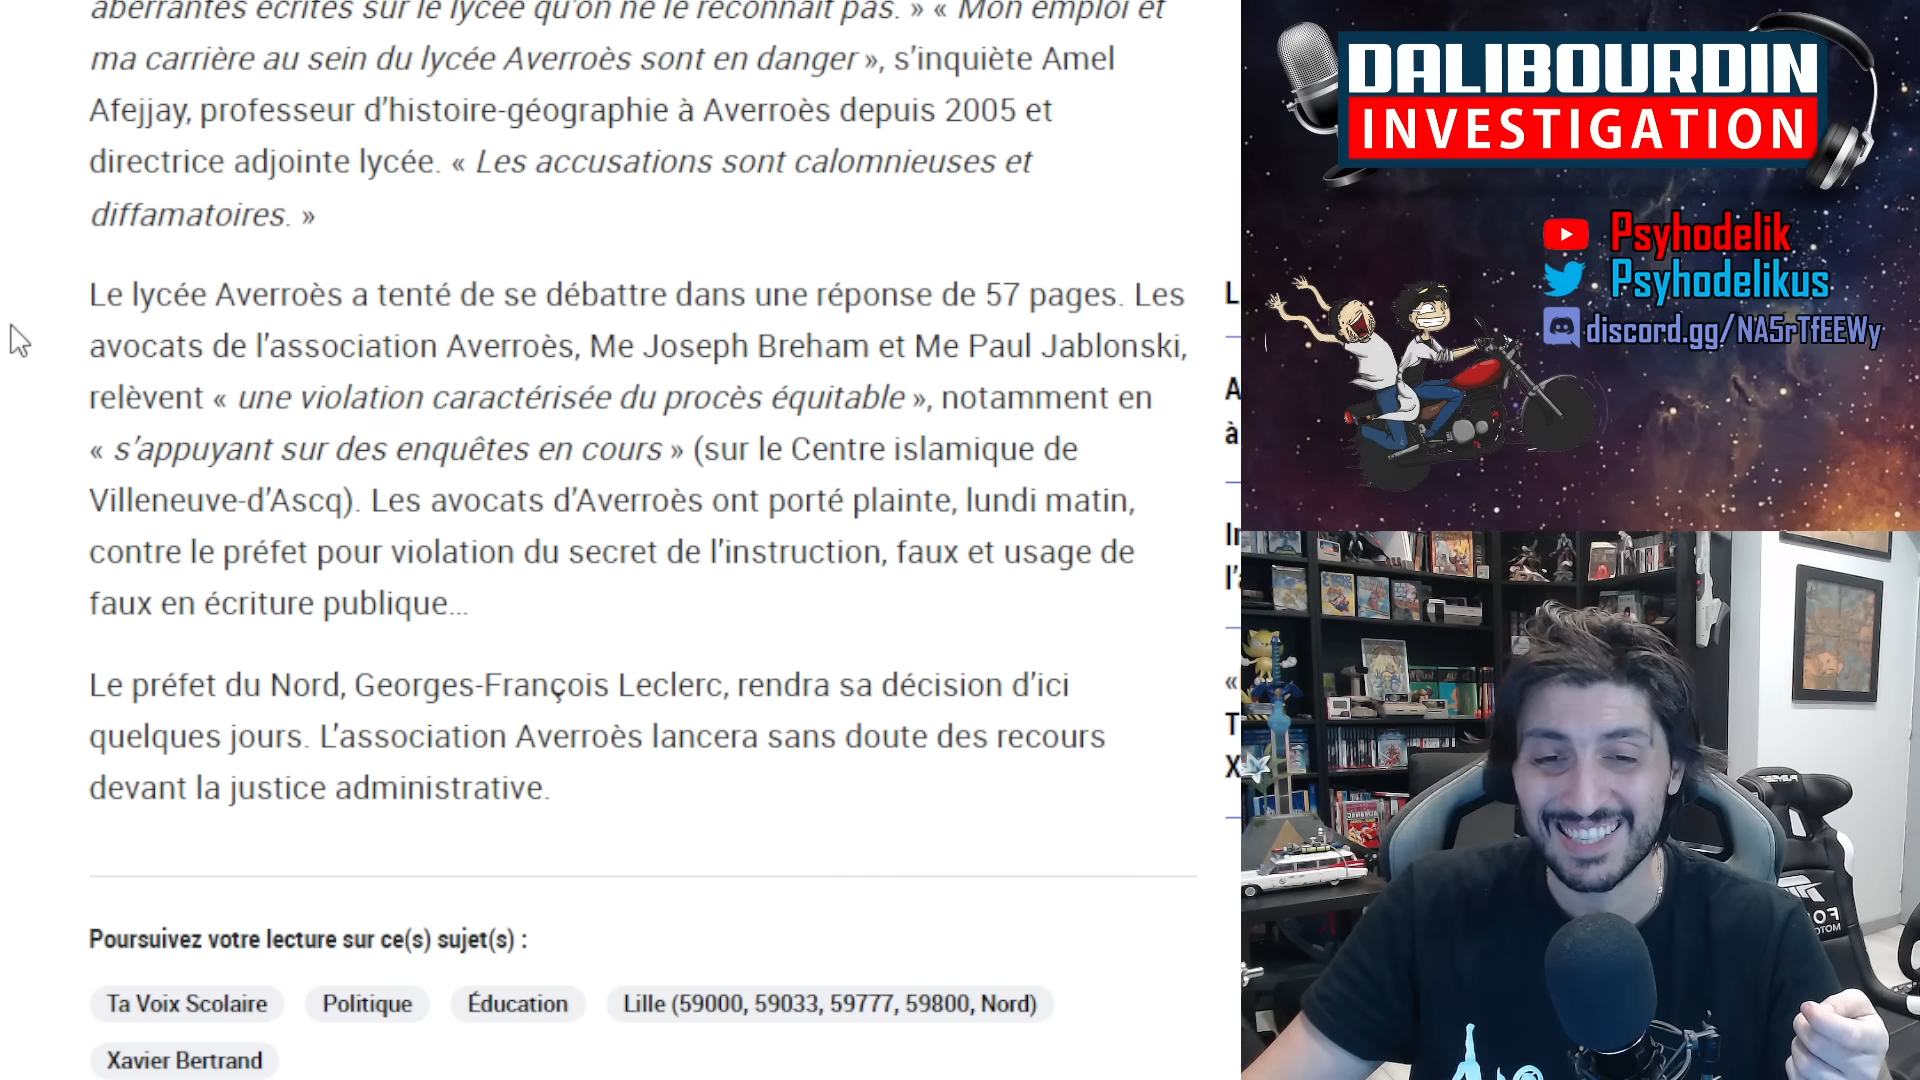 aberrantes écrites sur le lycée qu'on ne le reconnaît pas. » « Mon emploi et
ma carrière au sein du lycée Averroès sont en danger », s'inquiète Amel
Afejjay, professeur d'histoire-géographie à Averroès depuis 2005 et
directrice adjointe lycée. « Les accusations sont calomnieuses et
diffamatoires. »
Le lycée Averroès a tenté de se débattre dans une réponse de 57 pages. Les
avocats de l'association Averroès, Me Joseph Breham et Me Paul Jablonski,
relèvent « une violation caractérisée du procès équitable », notamment en
« s'appuyant sur des enquêtes en cours » (sur le Centre islamique de
Villeneuve-d'Ascq). Les avocats d'Averroès ont porté plainte, lundi matin,
contre le préfet pour violation du secret de l'instruction, faux et usage de
faux en écriture publique…
Le préfet du Nord, Georges-François Leclerc, rendra sa décision d'ici
quelques jours. L'association Averroès lancera sans doute des recours
devant la justice administrative.
Poursuivez votre lecture sur ce(s) sujet(s) :
Ta Voix Scolaire
Politique
Éducation
Lille (59000, 59033, 59777, 59800, Nord)
Xavier Bertrand
L
A
à
«
T
X
DALIBOURDIN
INVESTIGATION
Psyhodelik
Psyhodelikus
discord.gg/NA5rTfEEWy